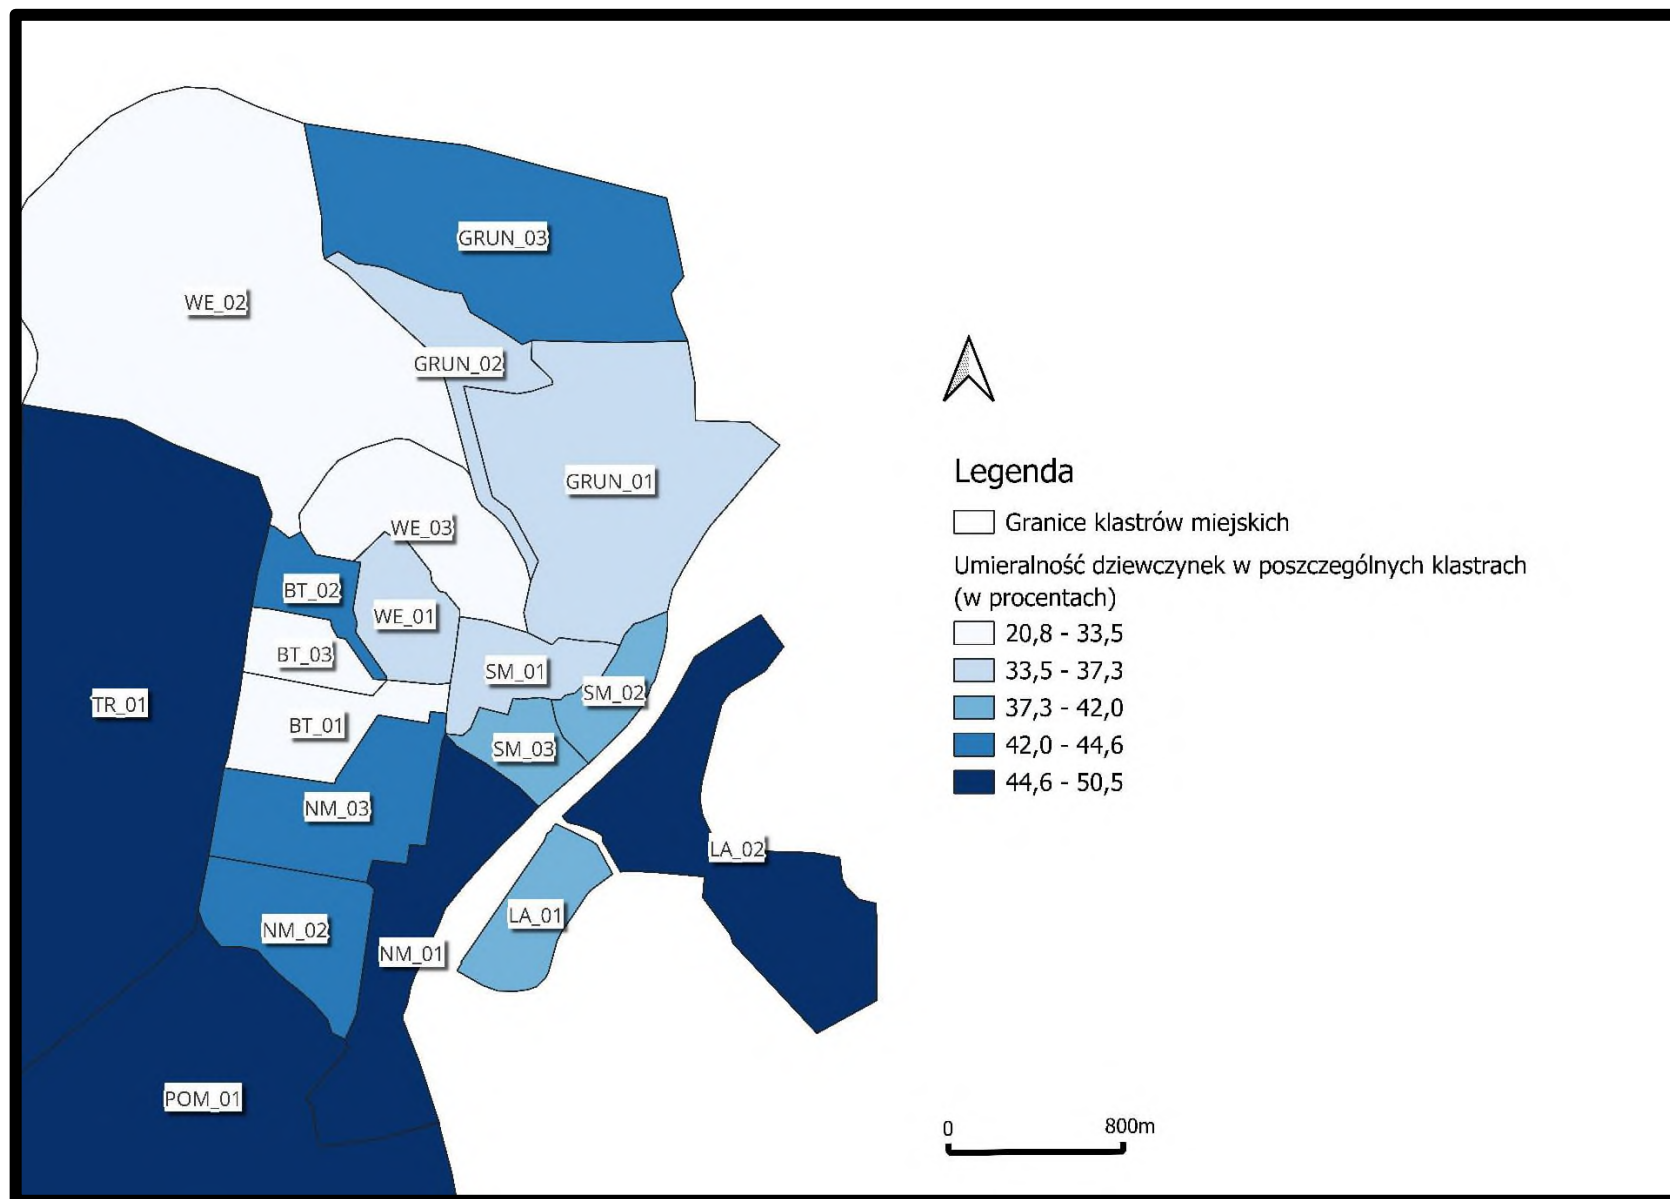 GRUN_03
WE_02
GRUN_02
GRUN_01
WE_03
BT_02
WE_01
BT_03
SM_01
SM_02
TR_01
BT_01
SM_03
NM_03
LA_02
LA_01
NM_02
NM_01
POM_01
Legenda
Granice klastrów miejskich
Umieralność dziewczynek w poszczególnych klastrach
(w procentach)
20,8 - 33,5
33,5 - 37,3
37,3 - 42,0
42,0 - 44,6
44,6 - 50,5
0 800m